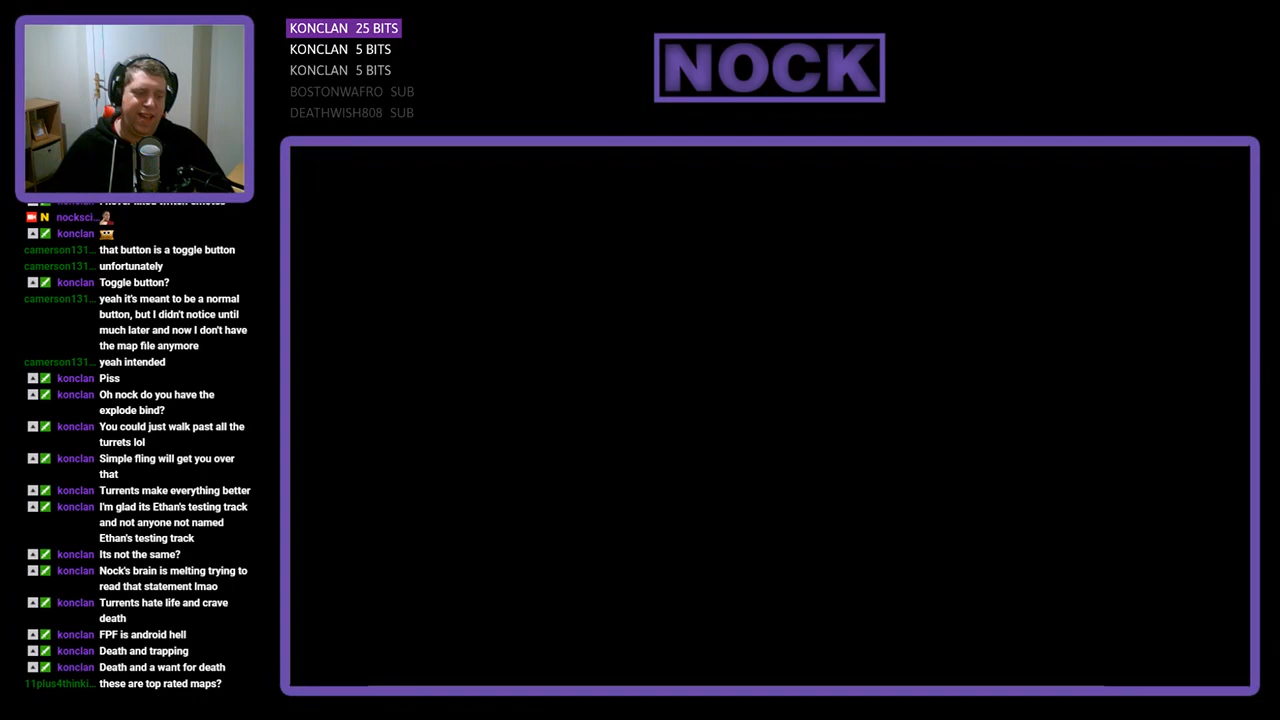 KONCLAN 25 BITS
KONCLAN 5 BITS
KONCLAN 5 BITS
BOSTONWAFRO SUB
DEATHWISH808 SUB
NOCK
N nocksci...
konclan
camerson131... that button is a toggle button
camerson131... unfortunately
konclan Toggle button?
camerson131... yeah it's meant to be a normal
button, but I didn't notice until
much later and now I don't have
the map file anymore
camerson131... yeah intended
konclan Piss
konclan Oh nock do you have the
explode bind?
konclan You could just walk past all the
turrets lol
konclan Simple fling will get you over
that
konclan Turrents make everything better
konclan I'm glad its Ethan's testing track
and not anyone not named
Ethan's testing track
konclan Its not the same?
konclan Nock's brain is melting trying to
read that statement lmao
konclan Turrents hate life and crave
death
konclan FPF is android hell
konclan Death and trapping
konclan Death and a want for death
11plus4thinki... these are top rated maps?